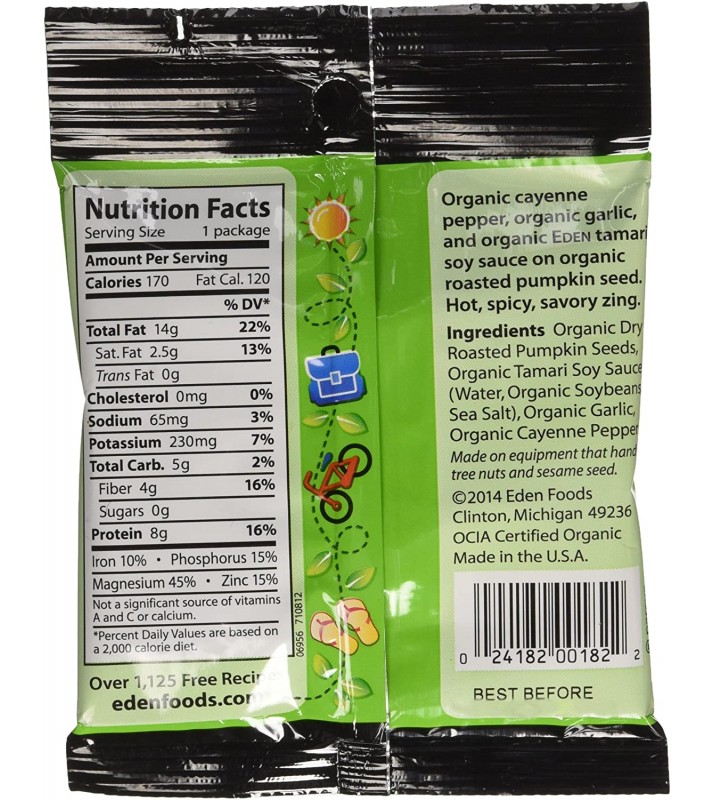 Nutrition Facts
Serving Size 1 package
Amount Per Serving
Calories 170 Fat Cal. 120
% DV*
Total Fat 14g 22%
Sat. Fat 2.5g 13%
Trans Fat 0g
Cholesterol 0mg 0%
Sodium 65mg 3%
Potassium 230mg 7%
Total Carb. 5g 2%
Fiber 4g 16%
Sugars 0g
Protein 8g 16%
Iron 10% • Phosphorus 15%
Magnesium 45% • Zinc 15%
Not a significant source of vitamins
A and C or calcium.
*Percent Daily Values are based on
a 2,000 calorie diet.
06956 710812
Over 1,125 Free Recipe
edenfoods.com
Organic cayenne
pepper, organic garlic,
and organic EDEN tamari
soy sauce on organic
roasted pumpkin seed.
Hot, spicy, savory zing.
Ingredients Organic Dry
Roasted Pumpkin Seeds,
Organic Tamari Soy Sauce
(Water, Organic Soybeans
Sea Salt), Organic Garlic,
Organic Cayenne Pepper
Made on equipment that hand
tree nuts and sesame seed.
©2014 Eden Foods
Clinton, Michigan 49236
OCIA Certified Organic
Made in the U.S.A.
0 24182 00182 2
BEST BEFORE